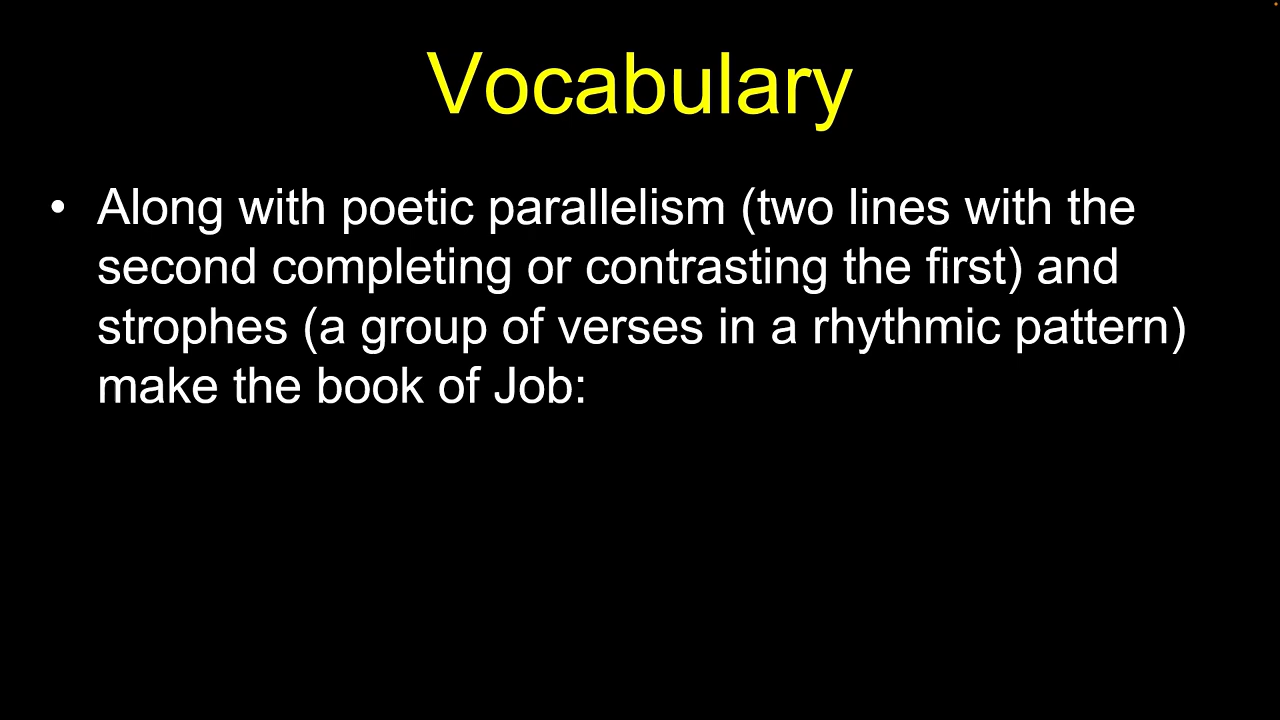 Vocabulary
• Along with poetic parallelism (two lines with the
second completing or contrasting the first) and
strophes (a group of verses in a rhythmic pattern)
make the book of Job: